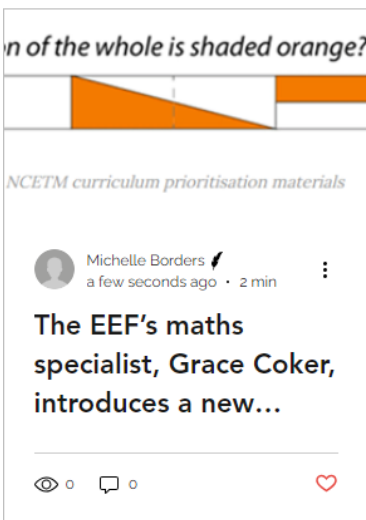 n of the whole is shaded orange?
NCETM curriculum prioritisation materials
Michelle Borders
a few seconds ago · 2 min
The EEF's maths
specialist, Grace Coker,
introduces a new...
0 0